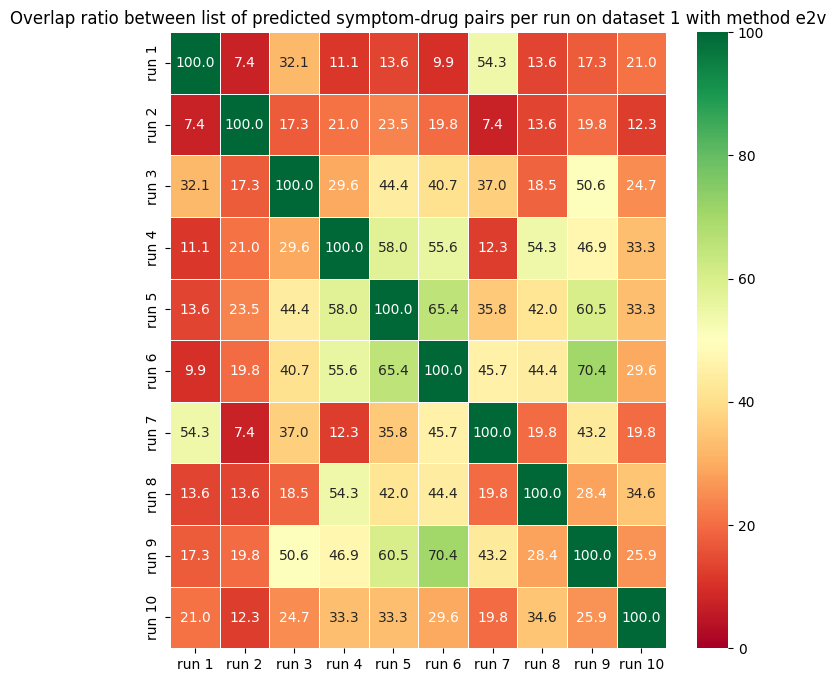 Overlap ratio between list of predicted symptom-drug pairs per run on dataset 1 with method e2v
run 1 100.0 7.4 32.1 11.1 13.6 9.9 54.3 13.6 17.3 21.0
run 2 7.4 100.0 17.3 21.0 23.5 19.8 7.4 13.6 19.8 12.3
run 3 32.1 17.3 100.0 29.6 44.4 40.7 37.0 18.5 50.6 24.7
run 4 11.1 21.0 29.6 100.0 58.0 55.6 12.3 54.3 46.9 33.3
run 5 13.6 23.5 44.4 58.0 100.0 65.4 35.8 42.0 60.5 33.3
run 6 9.9 19.8 40.7 55.6 65.4 100.0 45.7 44.4 70.4 29.6
run 7 54.3 7.4 37.0 12.3 35.8 45.7 100.0 19.8 43.2 19.8
run 8 13.6 13.6 18.5 54.3 42.0 44.4 19.8 100.0 28.4 34.6
run 9 17.3 19.8 50.6 46.9 60.5 70.4 43.2 28.4 100.0 25.9
run 10 21.0 12.3 24.7 33.3 33.3 29.6 19.8 34.6 25.9 100.0
run 1 run 2 run 3 run 4 run 5 run 6 run 7 run 8 run 9 run 10
100
80
60
40
20
0